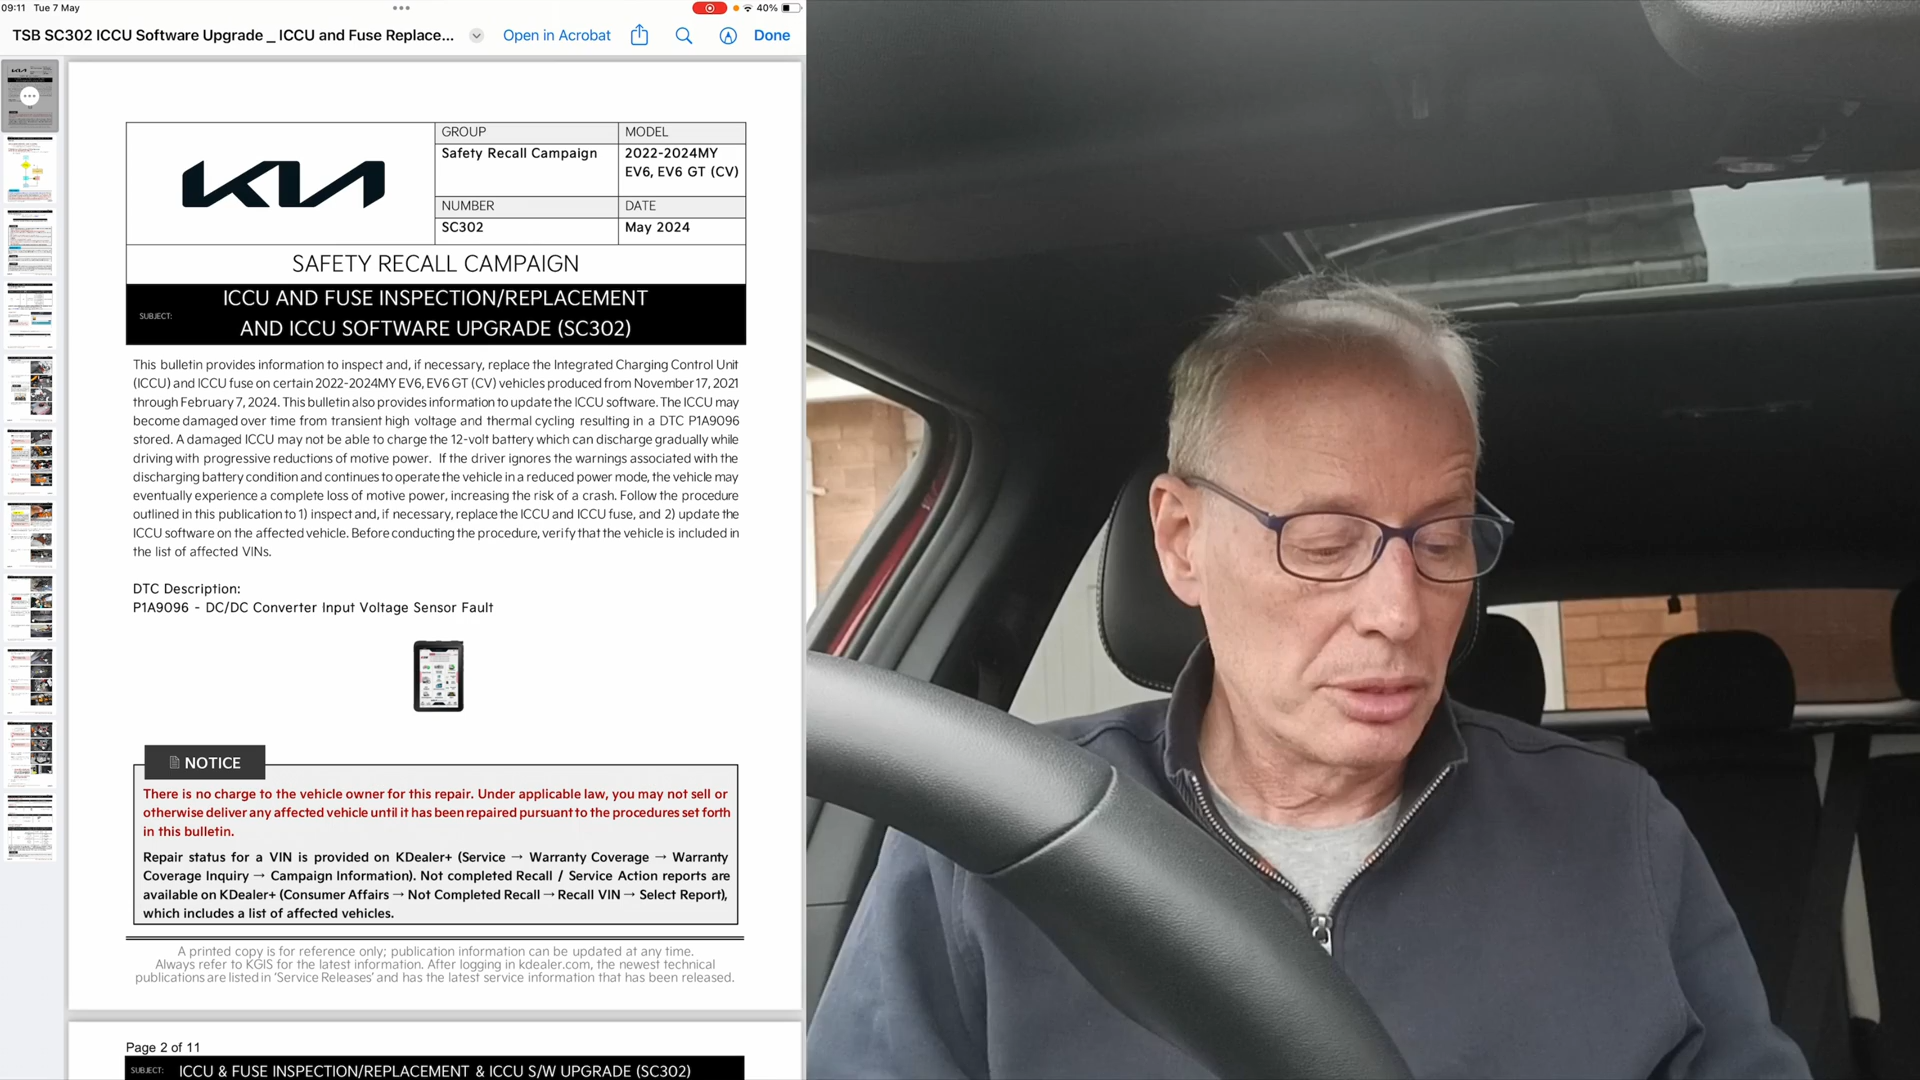 09:11 Tue 7 May
40%
TSB SC302 ICCU Software Upgrade _ ICCU and Fuse Replace...
Open in Acrobat
Done
KIA
GROUP
MODEL
Safety Recall Campaign
2022-2024MY
EV6, EV6 GT (CV)
NUMBER
DATE
SC302
May 2024
SAFETY RECALL CAMPAIGN
SUBJECT:
ICCU AND FUSE INSPECTION/REPLACEMENT
AND ICCU SOFTWARE UPGRADE (SC302)
This bulletin provides information to inspect and, if necessary, replace the Integrated Charging Control Unit
(ICCU) and ICCU fuse on certain 2022-2024MY EV6, EV6 GT (CV) vehicles produced from November 17, 2021
through February 7, 2024. This bulletin also provides information to update the ICCU software. The ICCU may
become damaged over time from transient high voltage and thermal cycling resulting in a DTC P1A9096
stored. A damaged ICCU may not be able to charge the 12-volt battery which can discharge gradually while
driving with progressive reductions of motive power. If the driver ignores the warnings associated with the
discharging battery condition and continues to operate the vehicle in a reduced power mode, the vehicle may
eventually experience a complete loss of motive power, increasing the risk of a crash. Follow the procedure
outlined in this publication to 1) inspect and, if necessary, replace the ICCU and ICCU fuse, and 2) update the
ICCU software on the affected vehicle. Before conducting the procedure, verify that the vehicle is included in
the list of affected VINs.
DTC Description:
P1A9096 - DC/DC Converter Input Voltage Sensor Fault
NOTICE
There is no charge to the vehicle owner for this repair. Under applicable law, you may not sell or
otherwise deliver any affected vehicle until it has been repaired pursuant to the procedures set forth
in this bulletin.
Repair status for a VIN is provided on KDealer+ (Service → Warranty Coverage → Warranty
Coverage Inquiry → Campaign Information). Not completed Recall / Service Action reports are
available on KDealer+ (Consumer Affairs → Not Completed Recall → Recall VIN → Select Report),
which includes a list of affected vehicles.
A printed copy is for reference only; publication information can be updated at any time.
Always refer to KGIS for the latest information. After logging in kdealer.com, the newest technical
publications are listed in 'Service Releases' and has the latest service information that has been released.
Page 2 of 11
SUBJECT:
ICCU & FUSE INSPECTION/REPLACEMENT & ICCU S/W UPGRADE (SC302)